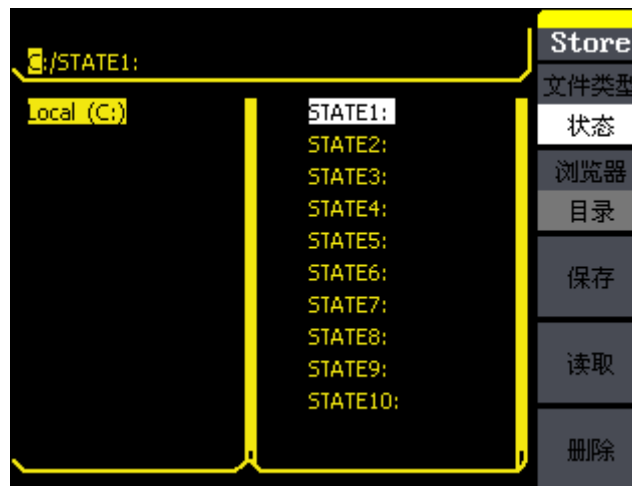 C:/STATE1:
Local (C:)
STATE1:
STATE2:
STATE3:
STATE4:
STATE5:
STATE6:
STATE7:
STATE8:
STATE9:
STATE10:
Store
文件类型
状态
浏览器
目录
保存
读取
删除